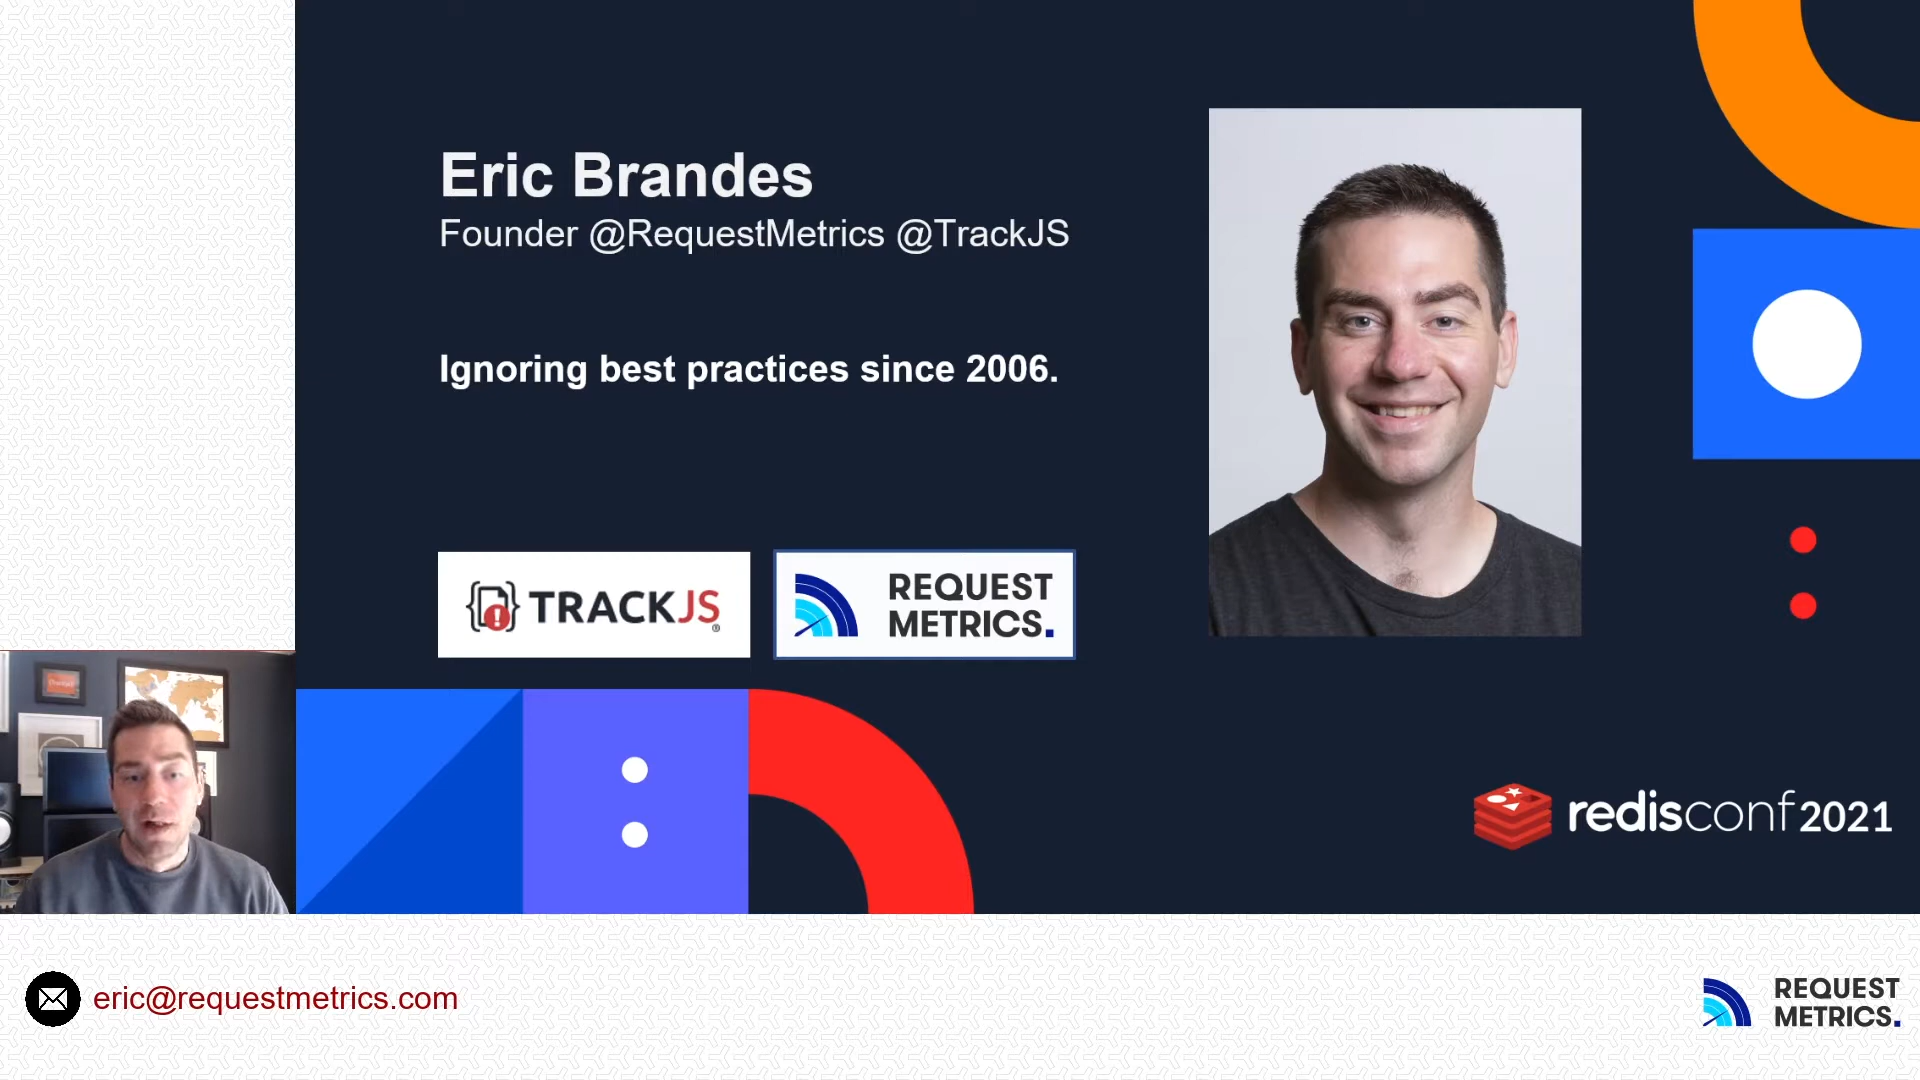 Eric Brandes
Founder @RequestMetrics @TrackJS
Ignoring best practices since 2006.
TRACKJS
REQUEST
METRICS.
redisconf2021
eric@requestmetrics.com
REQUEST
METRICS.